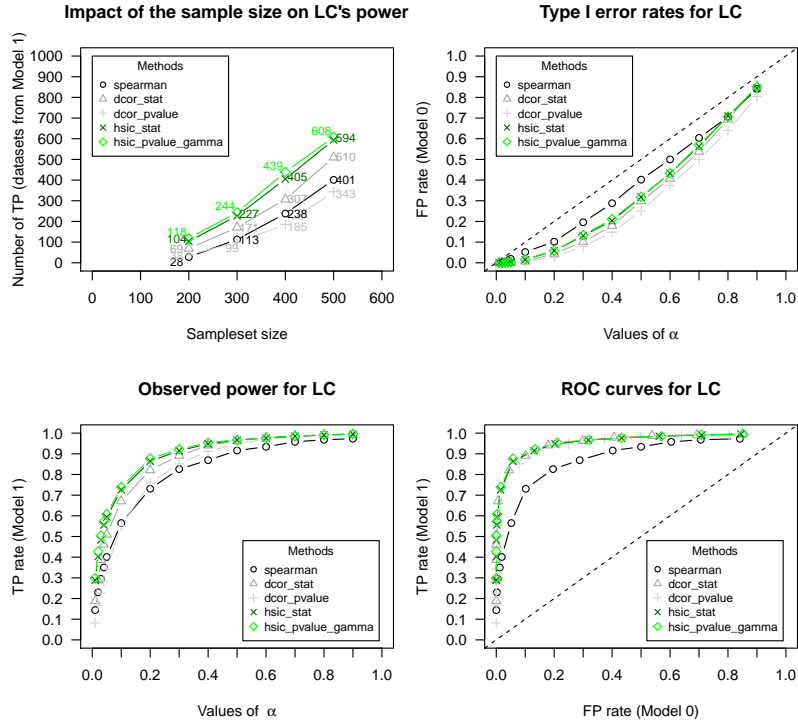 Impact of the sample size on LC's power
Number of TP (datasets from Model 1)
1000
900
800
700
600
500
400
300
200
100
0
Methods
spearman
dcor_stat
dcor_pvalue
hsic_stat
hsic_pvalue_gamma
118
104
69
28
244
227
171
113
99
439
405
307
238
185
608
594
510
401
343
0 100 200 300 400 500 600
Sampleset size
Type I error rates for LC
FP rate (Model 0)
1.0
0.9
0.8
0.7
0.6
0.5
0.4
0.3
0.2
0.1
0.0
Methods
spearman
dcor_stat
dcor_pvalue
hsic_stat
hsic_pvalue_gamma
0.0 0.2 0.4 0.6 0.8 1.0
Values of α
Observed power for LC
TP rate (Model 1)
1.0
0.9
0.8
0.7
0.6
0.5
0.4
0.3
0.2
0.1
0.0
Methods
spearman
dcor_stat
dcor_pvalue
hsic_stat
hsic_pvalue_gamma
0.0 0.2 0.4 0.6 0.8 1.0
Values of α
ROC curves for LC
TP rate (Model 1)
1.0
0.9
0.8
0.7
0.6
0.5
0.4
0.3
0.2
0.1
0.0
Methods
spearman
dcor_stat
dcor_pvalue
hsic_stat
hsic_pvalue_gamma
0.0 0.2 0.4 0.6 0.8 1.0
FP rate (Model 0)